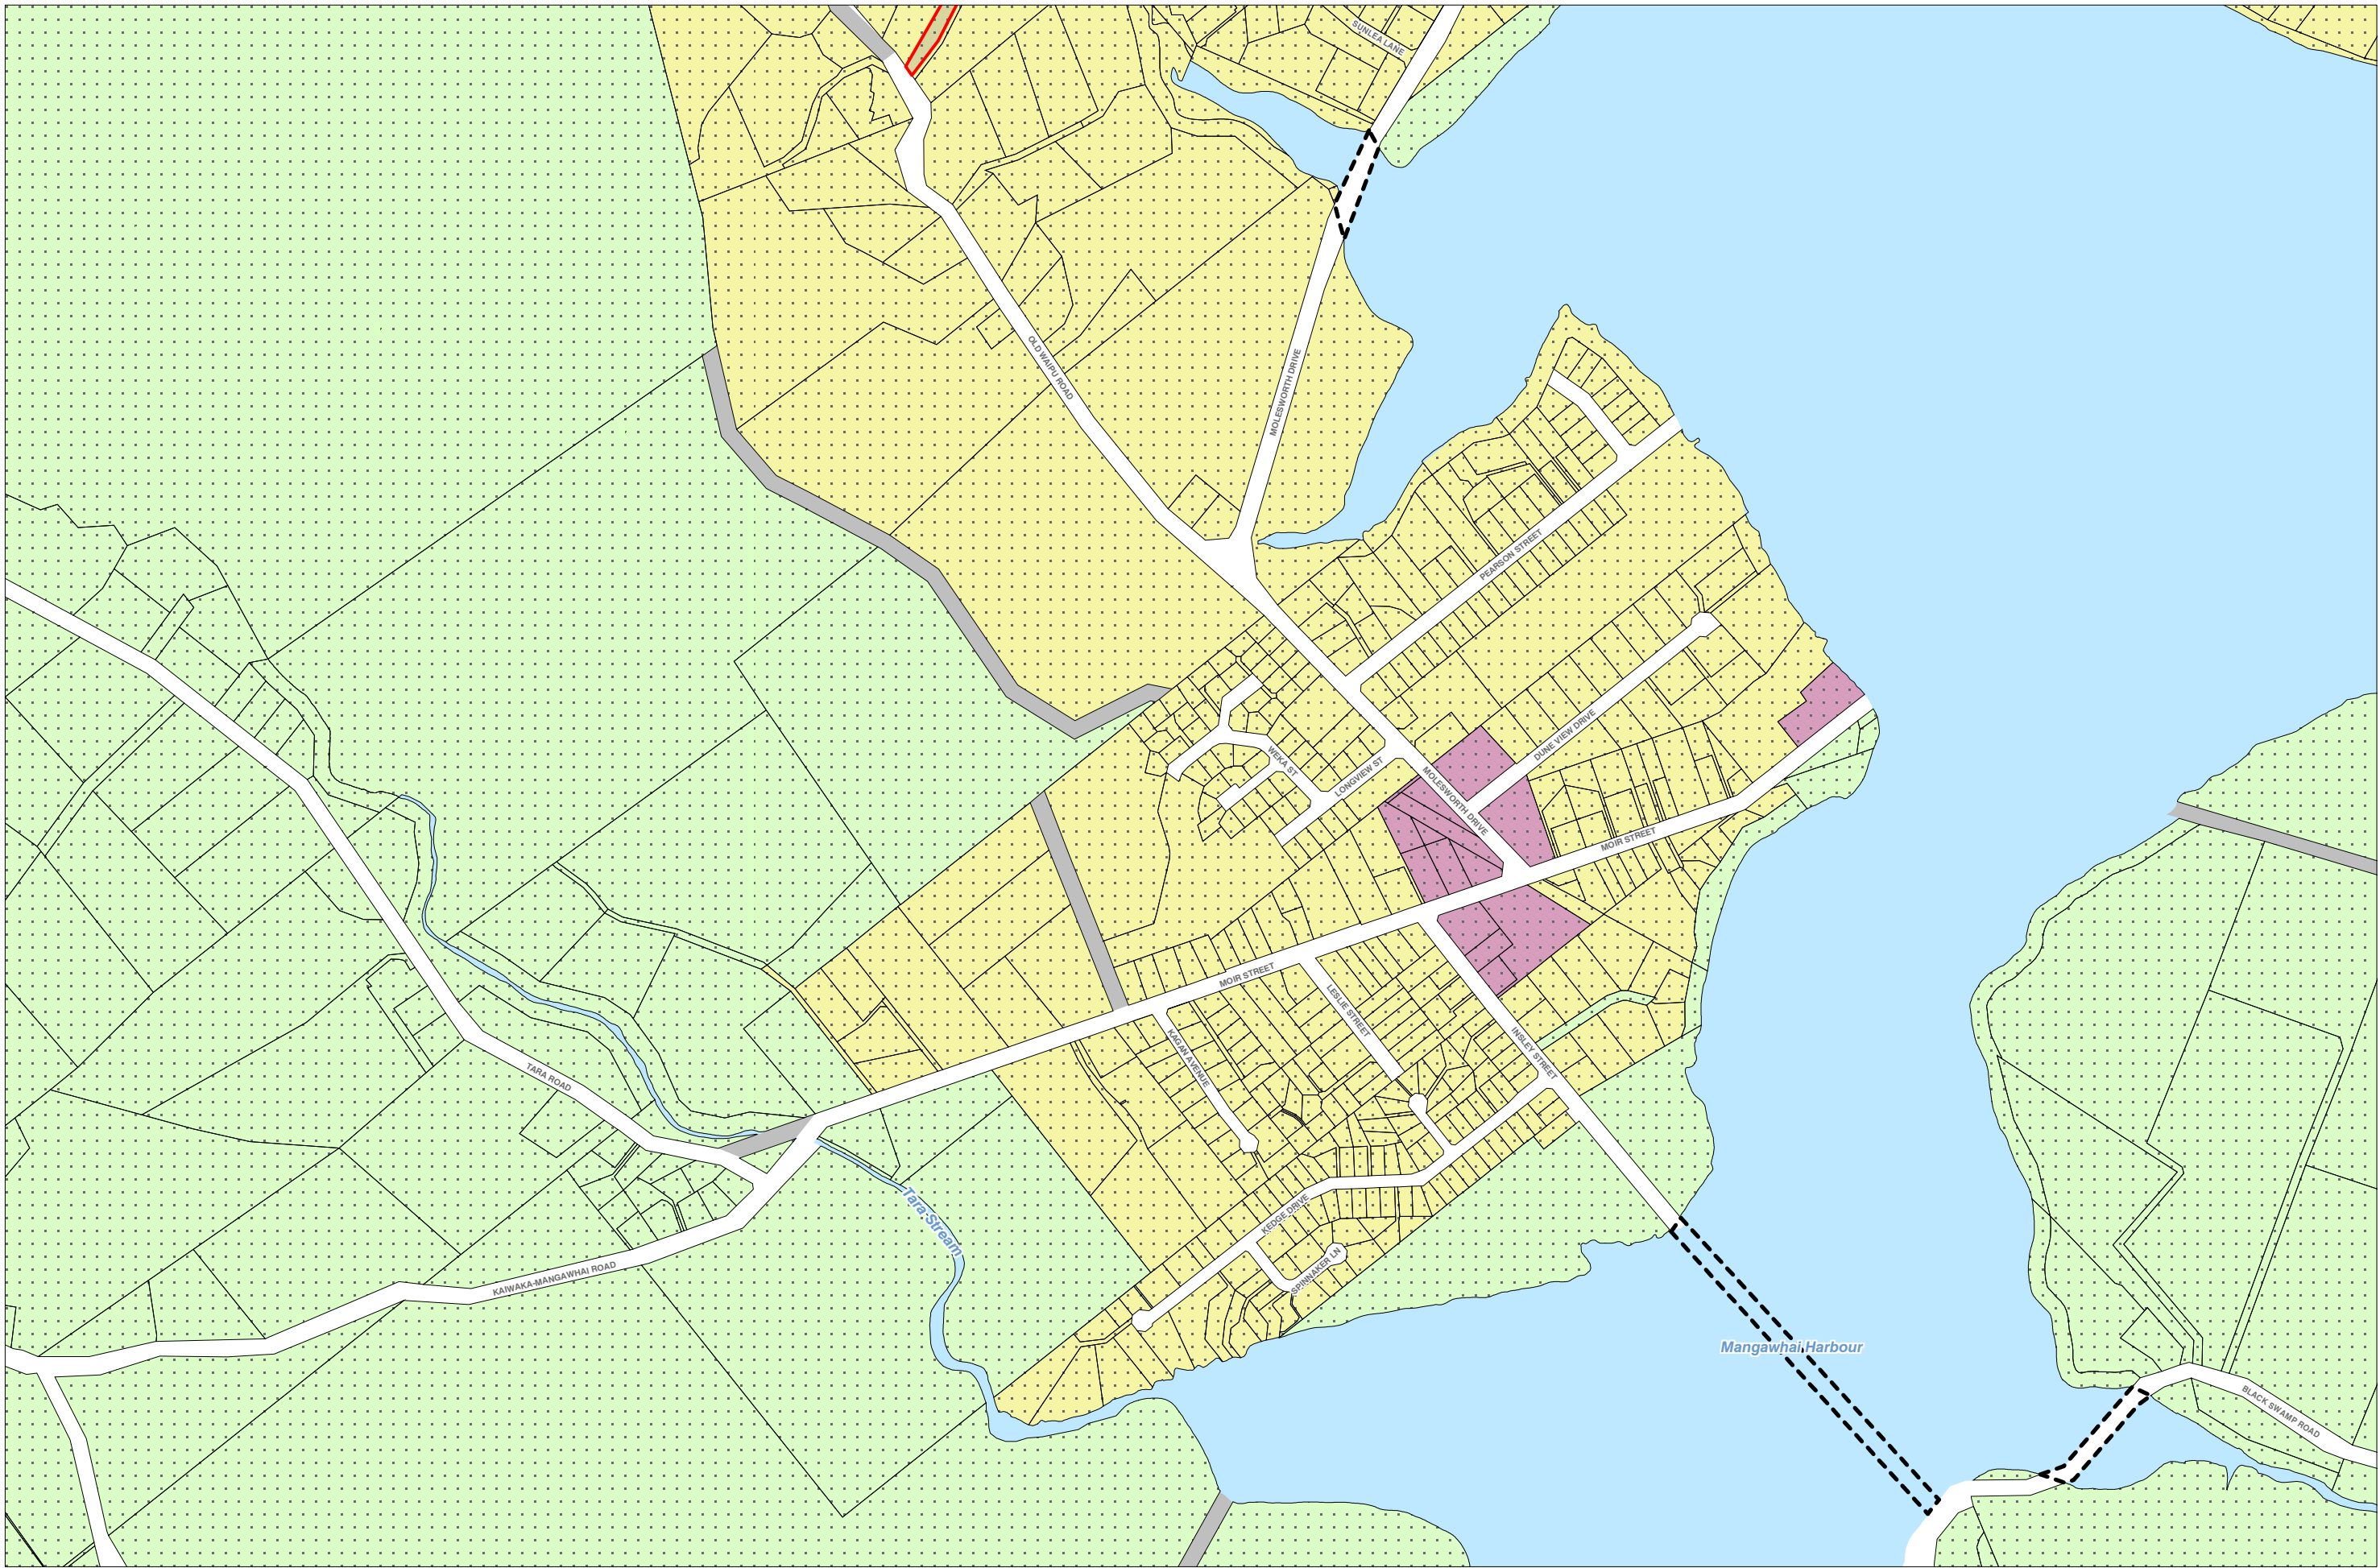 SUNLEA LANE
OLD WAIPU ROAD
MOLESWORTH DRIVE
PEARSON STREET
DUNE VIEW DRIVE
WEKA ST
LONGVIEW ST
MOLESWORTH DRIVE
MOIR STREET
MOIR STREET
LESLIE STREET
KAGAN AVENUE
INSLEY STREET
TARA ROAD
Tara Stream
KEDGE DRIVE
SPINNAKER LN
KAIWAKA-MANGAWHAI ROAD
Mangawhai Harbour
BLACK SWAMP ROAD